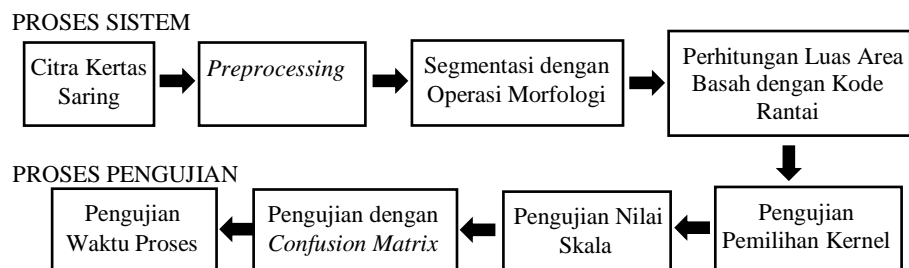 PROSES SISTEM
Citra Kertas
Saring
Preprocessing
Segmentasi dengan
Operasi Morfologi
Perhitungan Luas Area
Basah dengan Kode
Rantai
PROSES PENGUJIAN
Pengujian
Waktu Proses
Pengujian dengan
Confusion Matrix
Pengujian Nilai
Skala
Pengujian
Pemilihan Kernel